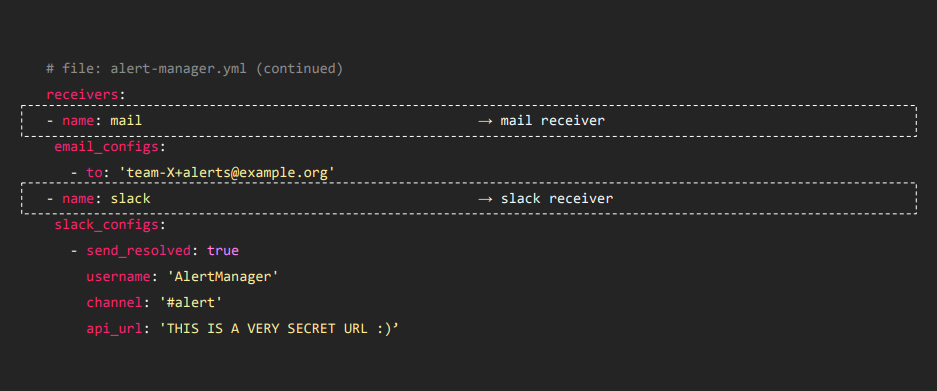 # file: alert-manager.yml (continued)
receivers:
- name: mail → mail receiver
email_configs:
- to: 'team-X+alerts@example.org'
- name: slack → slack receiver
slack_configs:
- send_resolved: true
username: 'AlertManager'
channel: '#alert'
api_url: 'THIS IS A VERY SECRET URL :)’